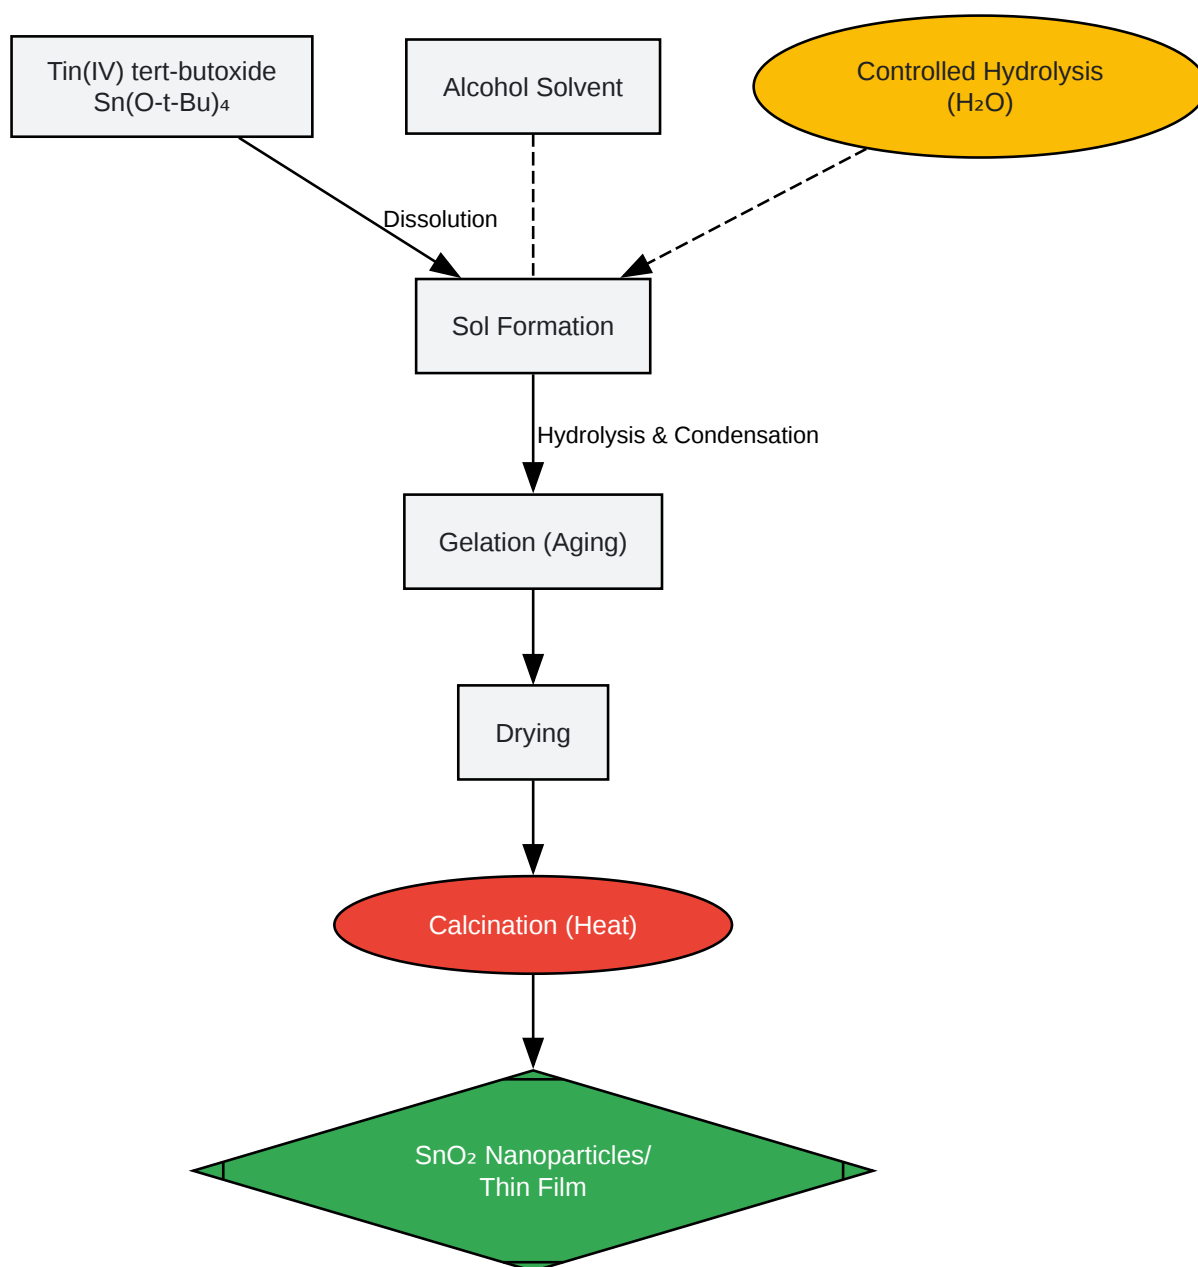 Tin(IV) tert-butoxide
Sn(O-t-Bu)₄
Alcohol Solvent
Controlled Hydrolysis
(H₂O)
Dissolution
Sol Formation
Hydrolysis & Condensation
Gelation (Aging)
Drying
Calcination (Heat)
SnO₂ Nanoparticles/
Thin Film